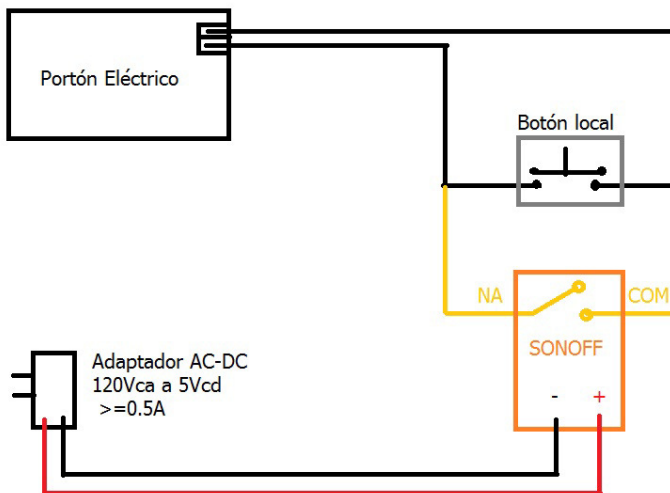 Portón Eléctrico
Botón local
NA
COM
SONOFF
- +
Adaptador AC-DC
120Vca a 5Vcd
>=0.5A